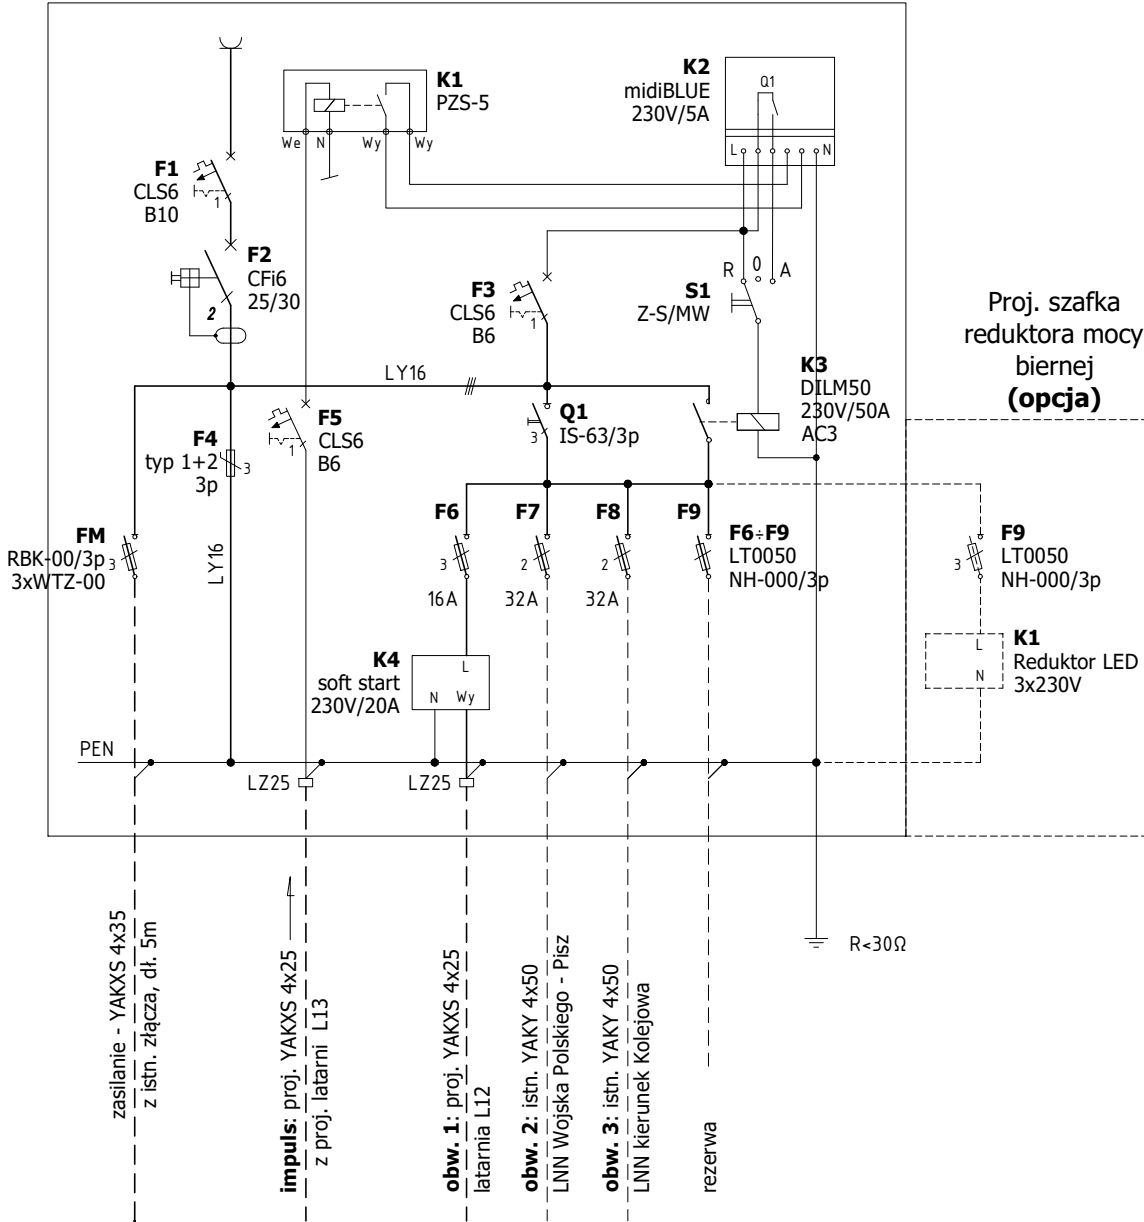 K1
PZS-5
We
N
Wy
Wy
K2
midiBLUE
230V/5A
Q1
L
N
F1
CLS6
B10
1
F2
CFi6
25/30
2
F3
CLS6
B6
1
R
0
A
S1
Z-S/MW
K3
DILM50
230V/50A
AC3
Proj. szafka
reduktora mocy
biernej
(opcja)
LY16
F4
typ 1+2
3p
3
F5
CLS6
B6
1
Q1
IS-63/3p
3
FM
RBK-00/3p
3xWTZ-00
3
LY16
F6
3
16A
F7
2
32A
F8
2
32A
F9
F6÷F9
LT0050
NH-000/3p
F9
LT0050
NH-000/3p
3
K1
Reduktor LED
3x230V
L
N
K4
soft start
230V/20A
L
N
Wy
PEN
LZ25
LZ25
R<30Ω
zasilanie - YAKXS 4x35
z istn. złącza, dł. 5m
impuls: proj. YAKXS 4x25
z proj. latarni L13
obw. 1: proj. YAKXS 4x25
latarnia L12
obw. 2: istn. YAKY 4x50
LNN Wojska Polskiego - Pisz
obw. 3: istn. YAKY 4x50
LNN kierunek Kolejowa
rezerwa